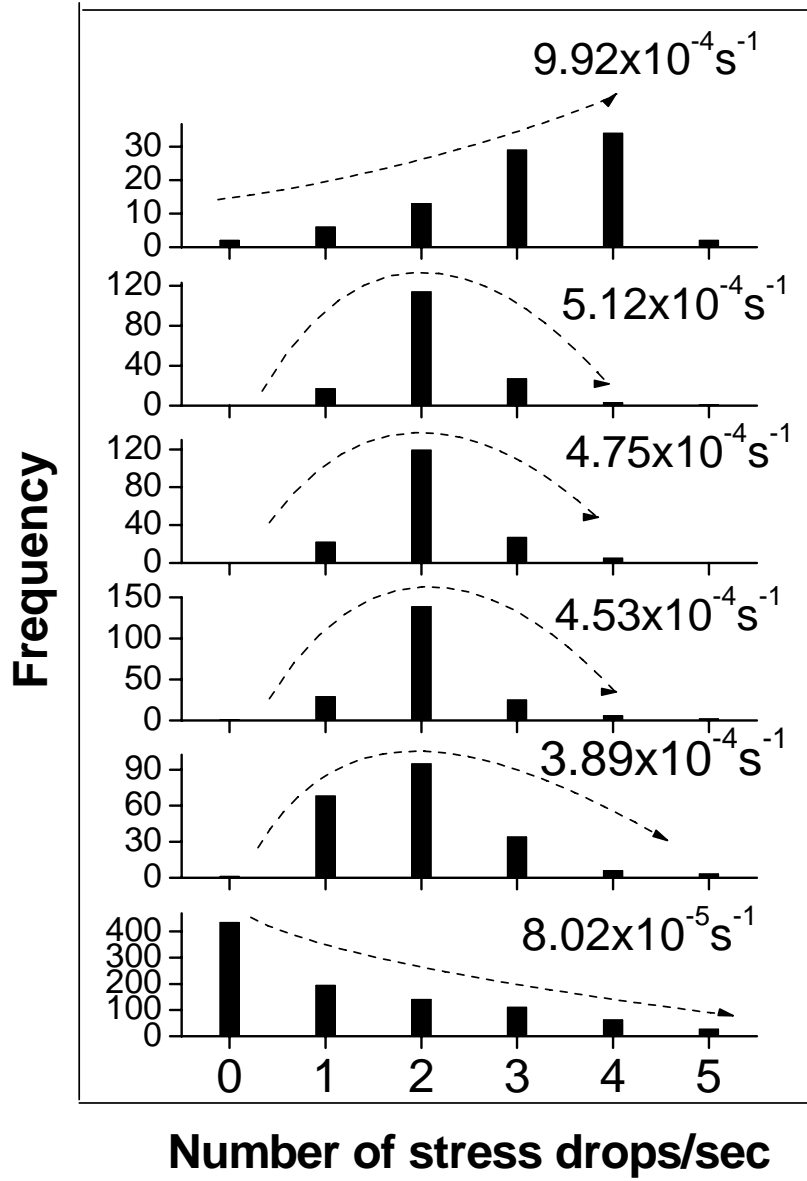 9.92x10⁻⁴s⁻¹
30
20
10
0
5.12x10⁻⁴s⁻¹
120
80
40
0
4.75x10⁻⁴s⁻¹
120
80
40
0
4.53x10⁻⁴s⁻¹
150
100
50
0
3.89x10⁻⁴s⁻¹
90
60
30
0
8.02x10⁻⁵s⁻¹
400
300
200
100
0
0 1 2 3 4 5
Frequency
Number of stress drops/sec